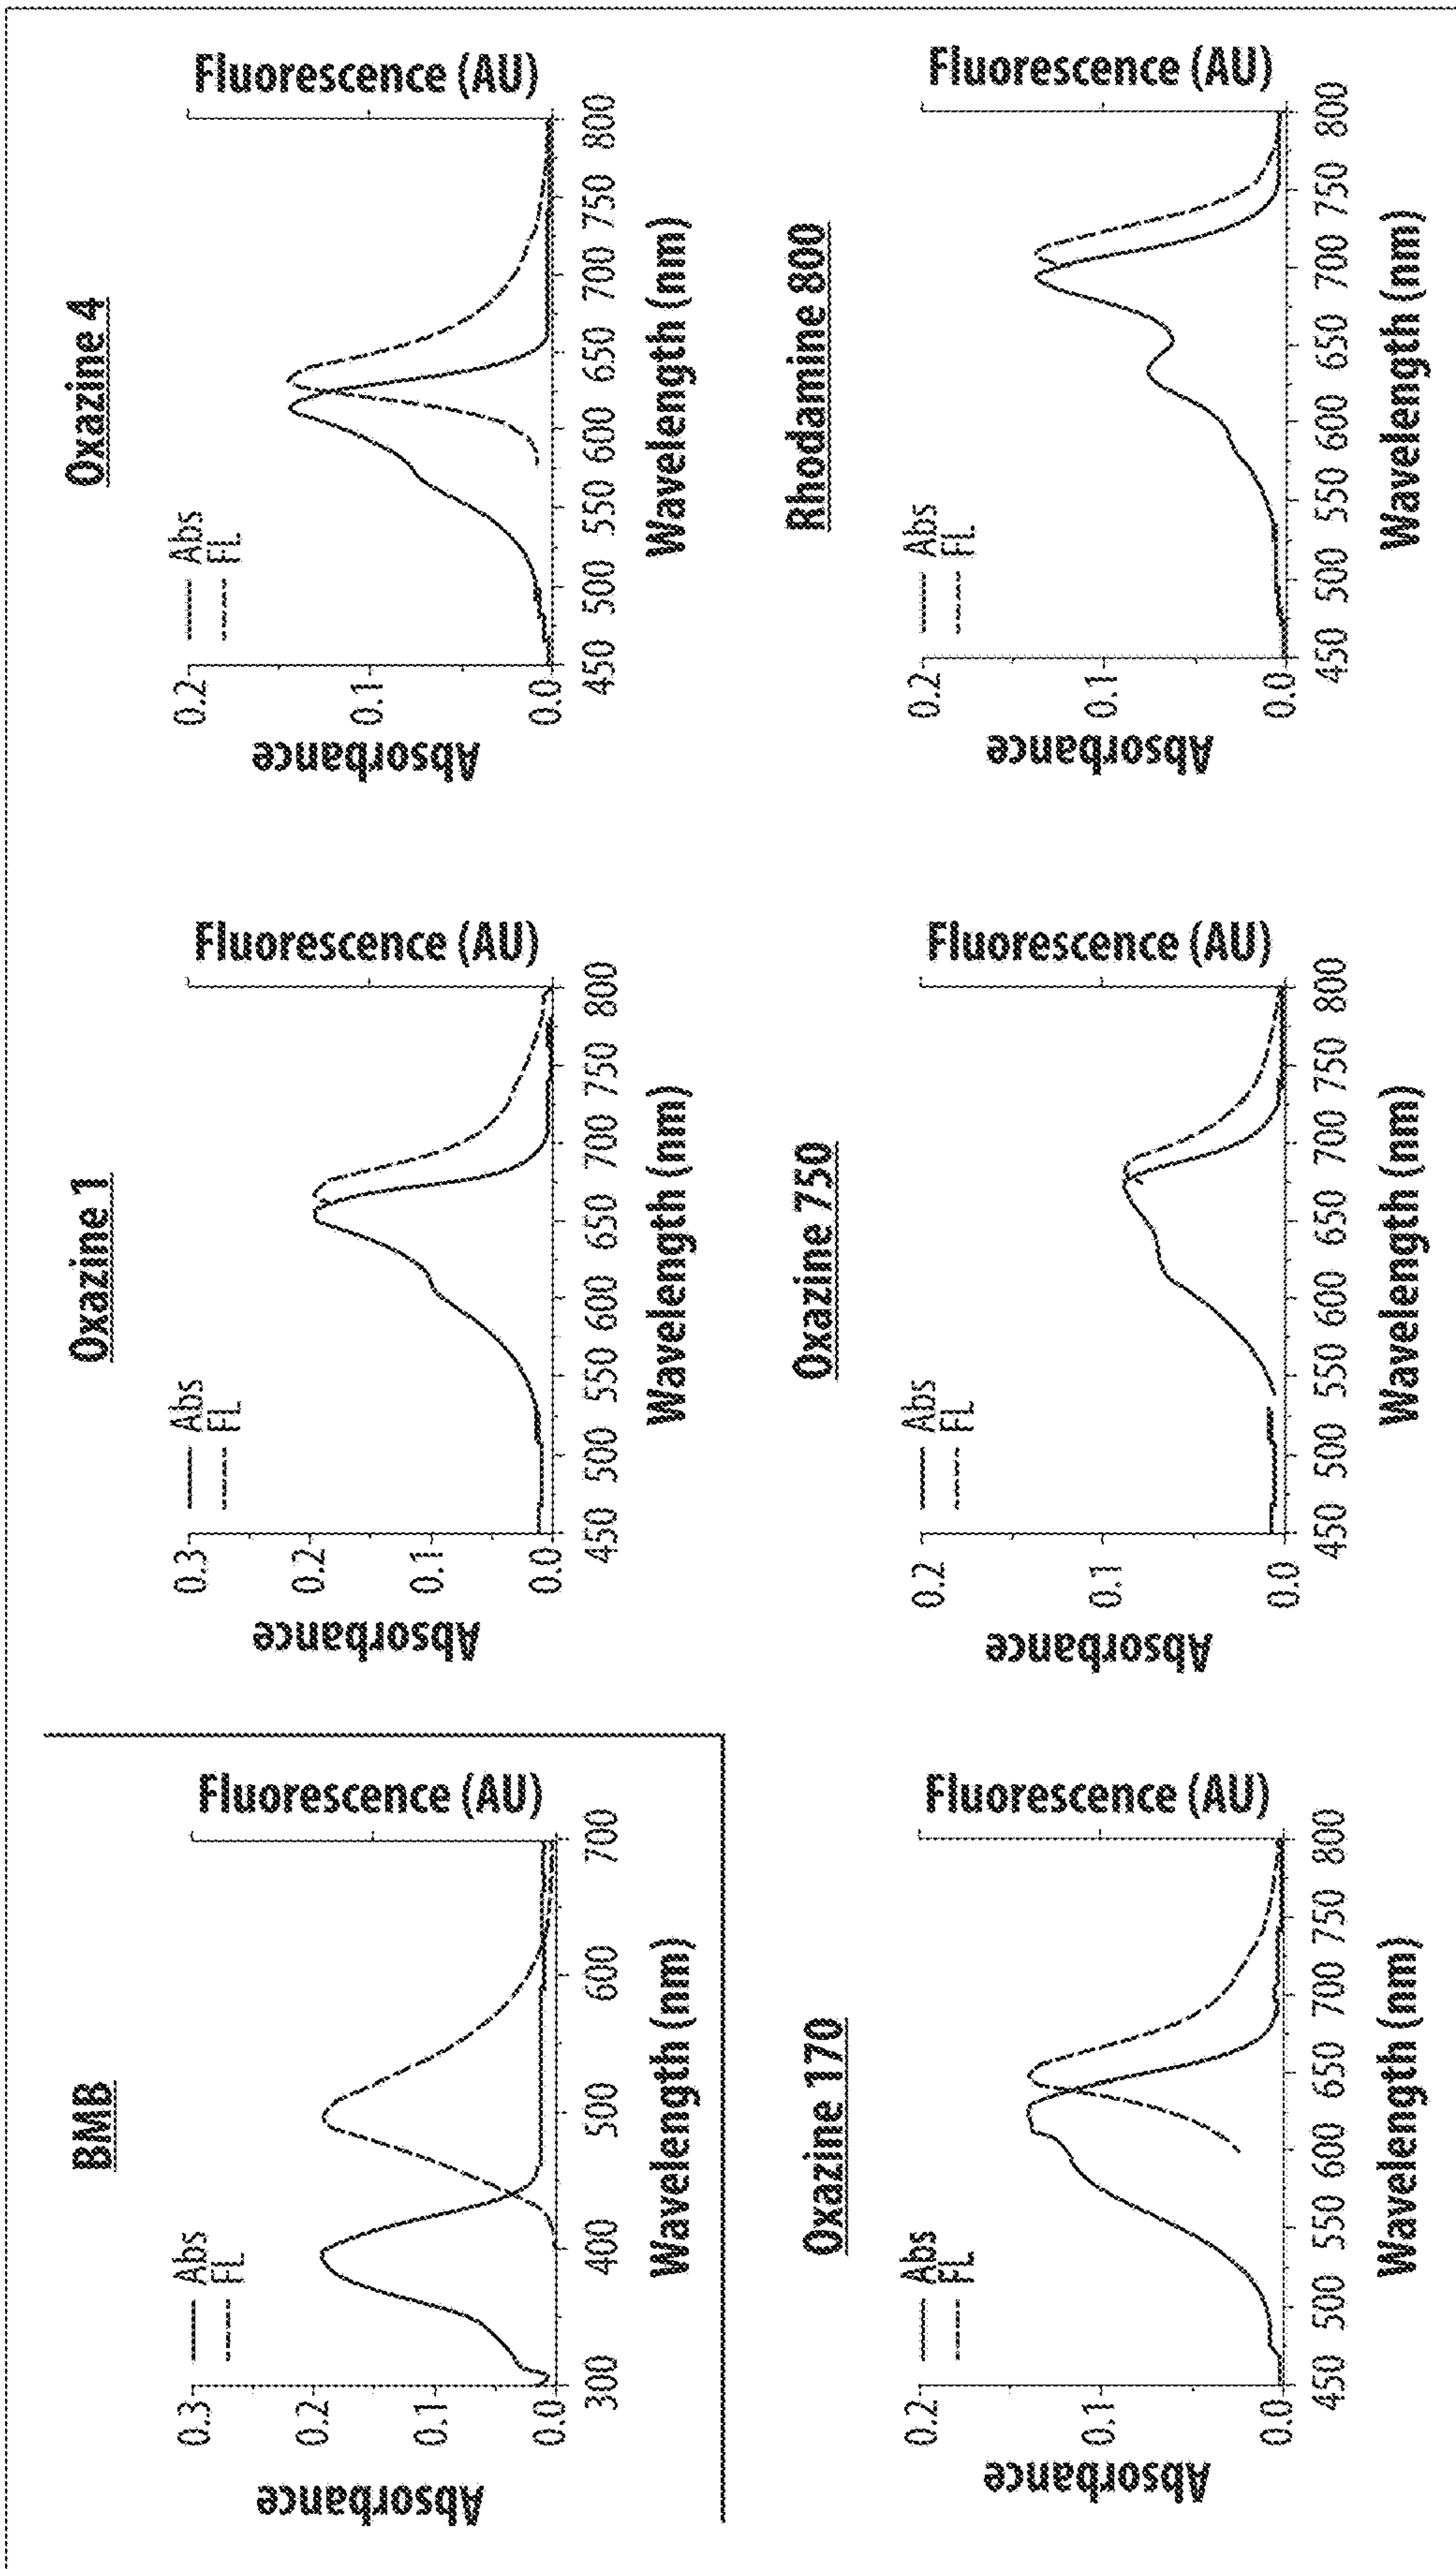 BMB
Abs
FL
Absorbance
0.3
0.2
0.1
0.0
300 400 500 600 700
Wavelength (nm)
Fluorescence (AU)
Oxazine 1
Abs
FL
Absorbance
0.3
0.2
0.1
0.0
450 500 550 600 650 700 750 800
Wavelength (nm)
Fluorescence (AU)
Oxazine 4
Abs
FL
Absorbance
0.2
0.1
0.0
450 500 550 600 650 700 750 800
Wavelength (nm)
Fluorescence (AU)
Oxazine 170
Abs
FL
Absorbance
0.2
0.1
0.0
450 500 550 600 650 700 750 800
Wavelength (nm)
Fluorescence (AU)
Oxazine 750
Abs
FL
Absorbance
0.2
0.1
0.0
450 500 550 600 650 700 750 800
Wavelength (nm)
Fluorescence (AU)
Rhodamine 800
Abs
FL
Absorbance
0.2
0.1
0.0
450 500 550 600 650 700 750 800
Wavelength (nm)
Fluorescence (AU)